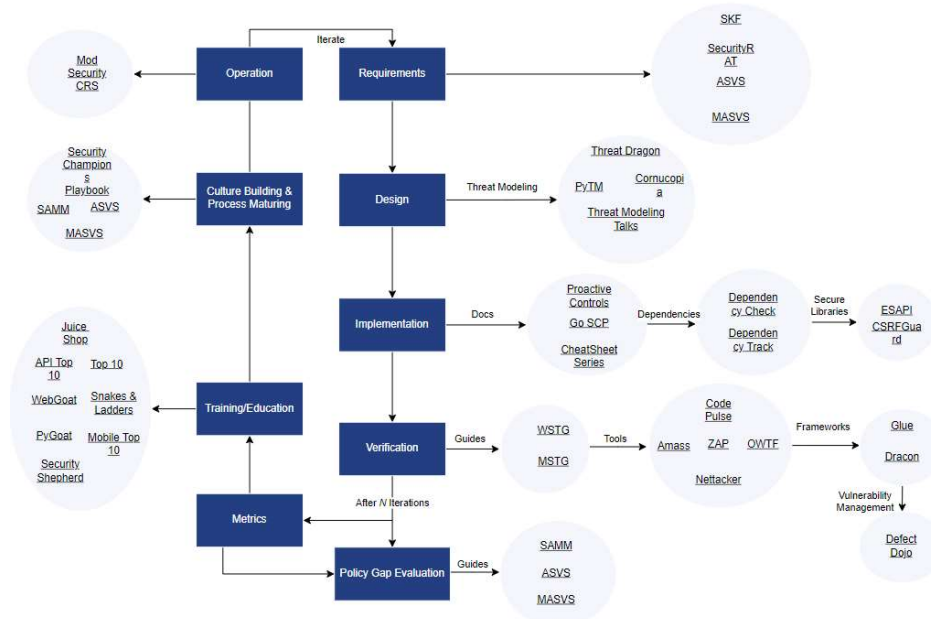 Iterate
Operation
Requirements
Mod
Security
CRS
SKF
SecurityR
AT
ASVS
MASVS
Security
Champion
s
Playbook
SAMM
ASVS
MASVS
Culture Building &
Process Maturing
Design
Threat Modeling
Threat Dragon
PyTM
Cornucopi
a
Threat Modeling
Talks
Implementation
Docs
Proactive
Controls
Go SCP
CheatSheet
Series
Dependencies
Dependen
cy Check
Dependen
cy Track
Secure
Libraries
ESAPI
CSRFGua
rd
Juice
Shop
API Top
10
Top 10
WebGoat
Snakes &
Ladders
PyGoat
Mobile Top
10
Security
Shepherd
Training/Education
Verification
Guides
WSTG
MSTG
Tools
Code
Pulse
Amass
ZAP
OWTF
Nettacker
Frameworks
Glue
Dracon
Vulnerability
Management
Defect
Dojo
After N Iterations
Metrics
Policy Gap Evaluation
Guides
SAMM
ASVS
MASVS